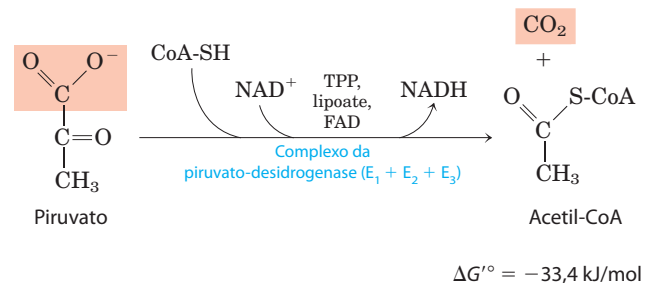 O O⁻
C
C=O
CH₃
Piruvato
CoA-SH
NAD⁺
TPP,
lipoate,
FAD
NADH
Complexo da
piruvato-desidrogenase (E₁ + E₂ + E₃)
CO₂
+
O S-CoA
C
CH₃
Acetil-CoA
ΔG′° = −33,4 kJ/mol